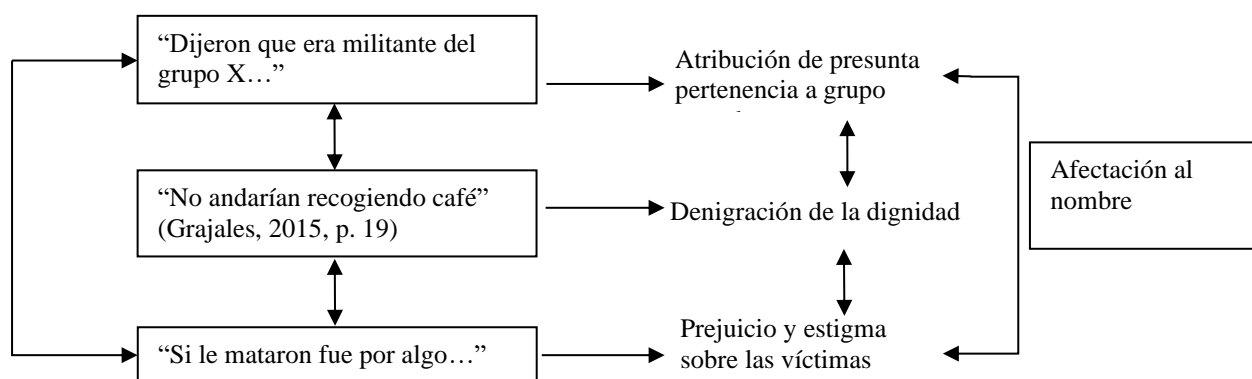 “Dijeron que era militante del
grupo X…”
Atribución de presunta
pertenencia a grupo
“No andarían recogiendo café”
(Grajales, 2015, p. 19)
Denigración de la dignidad
Afectación al
nombre
“Si le mataron fue por algo…”
Prejuicio y estigma
sobre las víctimas